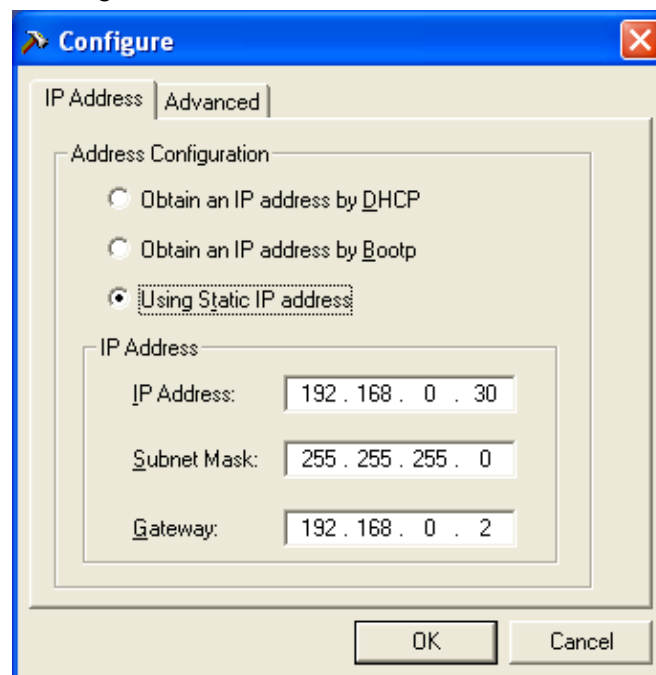 Configure
IP Address Advanced
Address Configuration
Obtain an IP address by DHCP
Obtain an IP address by Bootp
Using Static IP address
IP Address
IP Address: 192 . 168 . 0 . 30
Subnet Mask: 255 . 255 . 255 . 0
Gateway: 192 . 168 . 0 . 2
OK Cancel